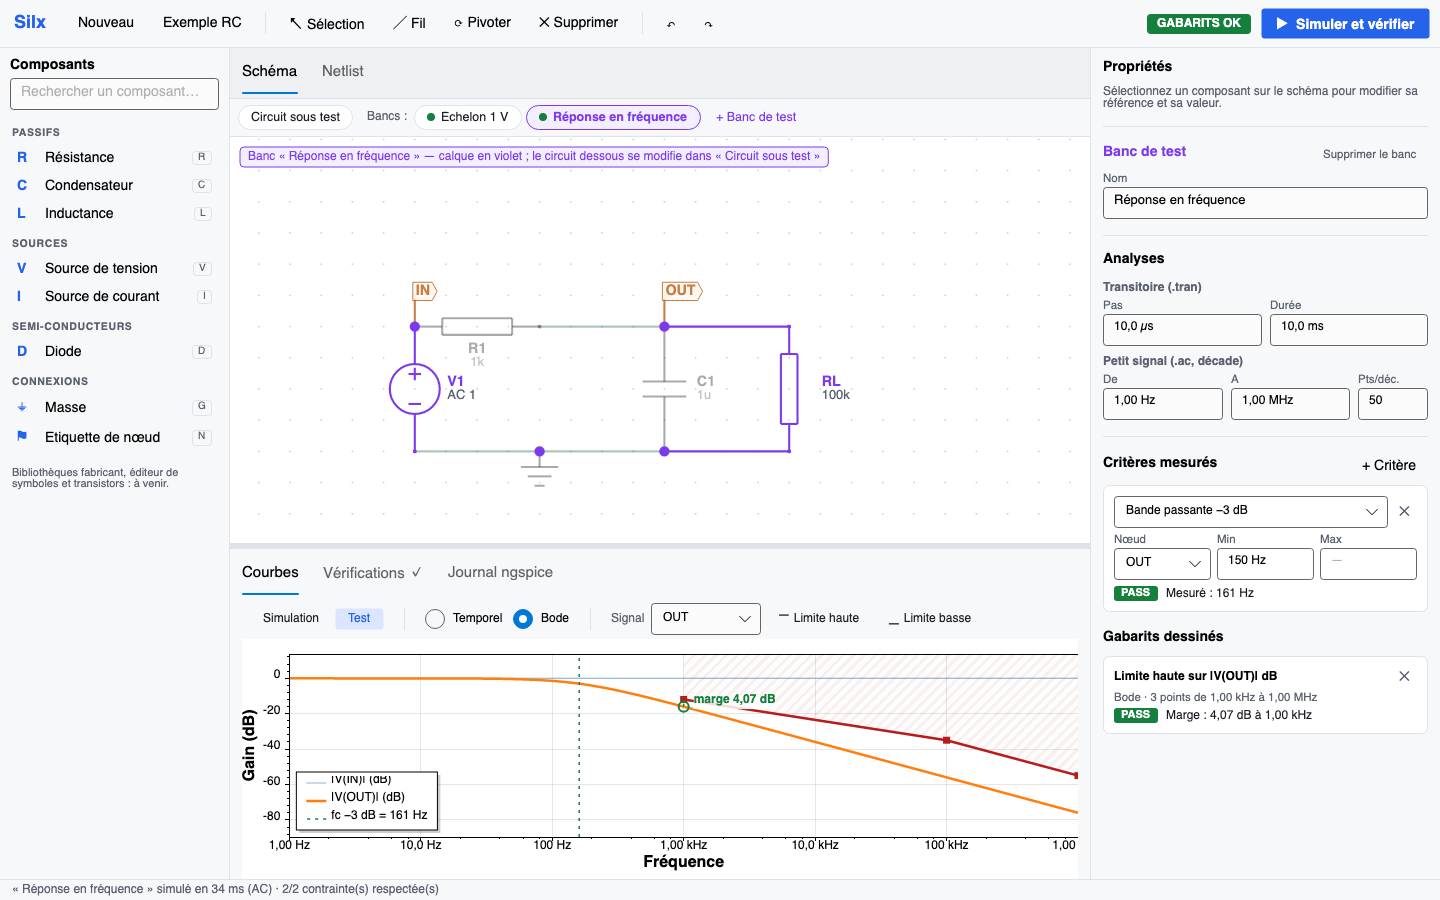 Silx
Nouveau
Exemple RC
Sélection
Fil
Pivoter
Supprimer
GABARITS OK
Simuler et vérifier
Composants
Rechercher un composant…
PASSIFS
R Résistance R
C Condensateur C
L Inductance L
SOURCES
V Source de tension V
I Source de courant I
SEMI-CONDUCTEURS
D Diode D
CONNEXIONS
Masse G
Etiquette de nœud N
Bibliothèques fabricant, éditeur de
symboles et transistors : à venir.
Schéma
Netlist
Circuit sous test
Bancs :
Echelon 1 V
Réponse en fréquence
+ Banc de test
Banc « Réponse en fréquence » — calque en violet ; le circuit dessous se modifie dans « Circuit sous test »
IN
OUT
R1
1k
V1
AC 1
C1
1u
RL
100k
Courbes
Vérifications ✓
Journal ngspice
Simulation
Test
Temporel
Bode
Signal
OUT
Limite haute
Limite basse
Gain (dB)
0
-20
-40
-60
-80
marge 4,07 dB
|V(IN)| (dB)
|V(OUT)| (dB)
fc −3 dB = 161 Hz
1,00 Hz
10,0 Hz
100 Hz
1,00 kHz
10,0 kHz
100 kHz
1,00
Fréquence
Propriétés
Sélectionnez un composant sur le schéma pour modifier sa
référence et sa valeur.
Banc de test
Supprimer le banc
Nom
Réponse en fréquence
Analyses
Transitoire (.tran)
Pas
Durée
10,0 µs
10,0 ms
Petit signal (.ac, décade)
De
A
Pts/déc.
1,00 Hz
1,00 MHz
50
Critères mesurés
+ Critère
Bande passante −3 dB
Nœud
Min
Max
OUT
150 Hz
—
PASS Mesuré : 161 Hz
Gabarits dessinés
Limite haute sur |V(OUT)| dB
Bode · 3 points de 1,00 kHz à 1,00 MHz
PASS Marge : 4,07 dB à 1,00 kHz
« Réponse en fréquence » simulé en 34 ms (AC) · 2/2 contrainte(s) respectée(s)